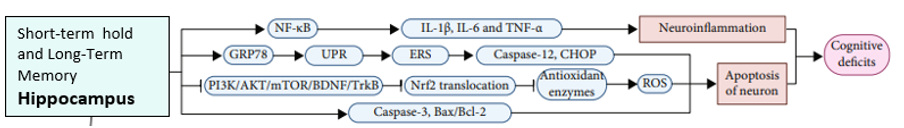 Short-term hold
and Long-Term
Memory
Hippocampus
NF-κB
IL-1β, IL-6 and TNF-α
Neuroinflammation
GRP78
UPR
ERS
Caspase-12, CHOP
PI3K/AKT/mTOR/BDNF/TrkB
Nrf2 translocation
Antioxidant
enzymes
ROS
Caspase-3, Bax/Bcl-2
Apoptosis
of neuron
Cognitive
deficits